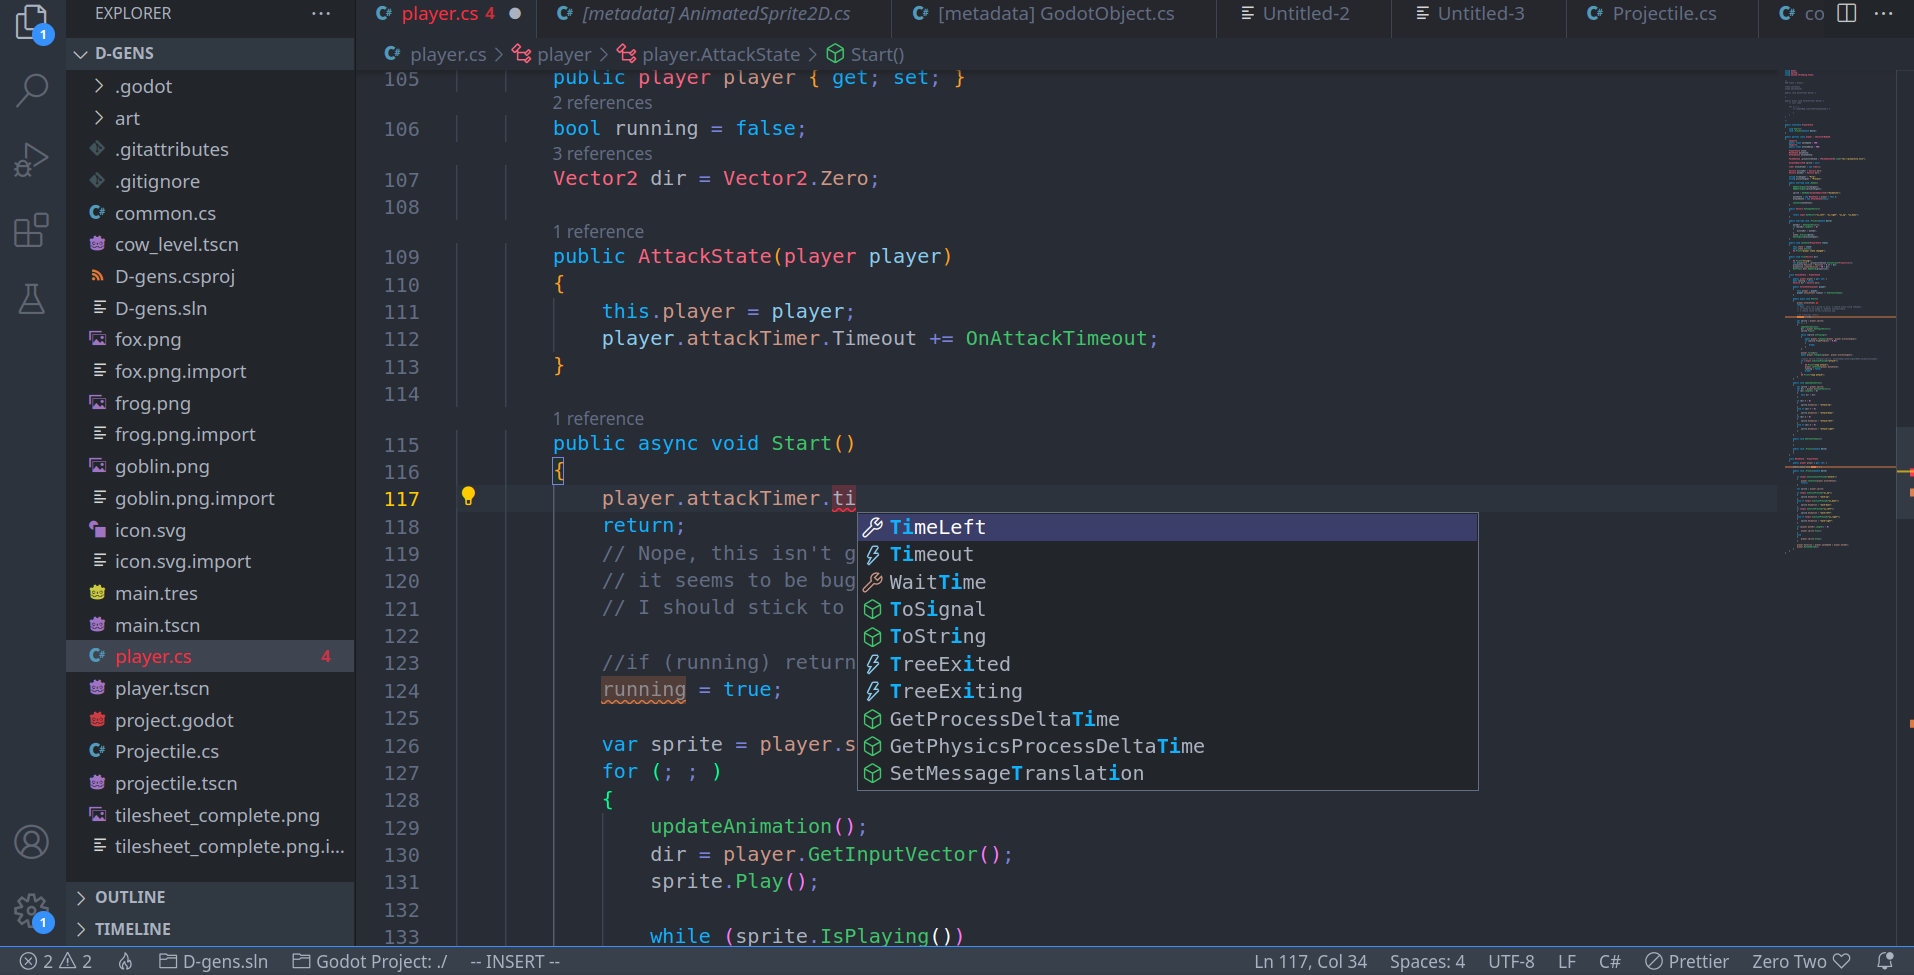 EXPLORER ···
player.cs 4
[metadata] AnimatedSprite2D.cs
[metadata] GodotObject.cs
Untitled-2
Untitled-3
Projectile.cs
co
1
D-GENS
.godot
art
.gitattributes
.gitignore
common.cs
cow_level.tscn
D-gens.csproj
D-gens.sln
fox.png
fox.png.import
frog.png
frog.png.import
goblin.png
goblin.png.import
icon.svg
icon.svg.import
main.tres
main.tscn
player.cs 4
player.tscn
project.godot
Projectile.cs
projectile.tscn
tilesheet_complete.png
tilesheet_complete.png.i...
OUTLINE
TIMELINE
1
player.cs > player > player.AttackState > Start()
105 public player player { get; set; }
2 references
106 bool running = false;
3 references
107 Vector2 dir = Vector2.Zero;
108
1 reference
109 public AttackState(player player)
110 {
111 this.player = player;
112 player.attackTimer.Timeout += OnAttackTimeout;
113 }
114
1 reference
115 public async void Start()
116 {
117 player.attackTimer.ti
118 return;
119 // Nope, this isn't g
120 // it seems to be bug
121 // I should stick to
122
123 //if (running) return
124 running = true;
125
126 var sprite = player.s
127 for (; ; )
128 {
129 updateAnimation();
130 dir = player.GetInputVector();
131 sprite.Play();
132
133 while (sprite.IsPlaying())
TimeLeft
Timeout
WaitTime
ToSignal
ToString
TreeExited
TreeExiting
GetProcessDeltaTime
GetPhysicsProcessDeltaTime
SetMessageTranslation
2 2 D-gens.sln Godot Project: ./ -- INSERT -- Ln 117, Col 34 Spaces: 4 UTF-8 LF C# Prettier Zero Two